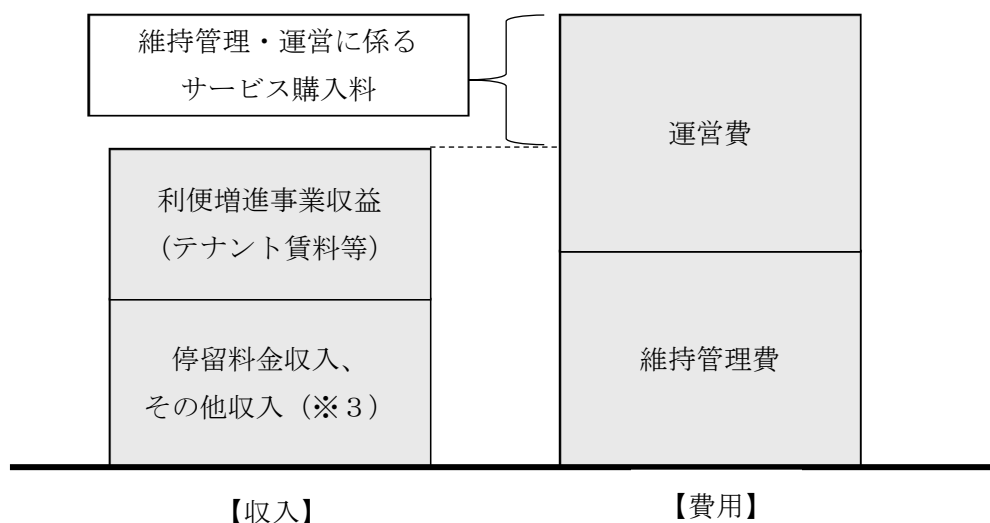 維持管理・運営に係る
サービス購入料
運営費
利便増進事業収益
（テナント賃料等）
維持管理費
停留料金収入、
その他収入（※３）
【収入】
【費用】